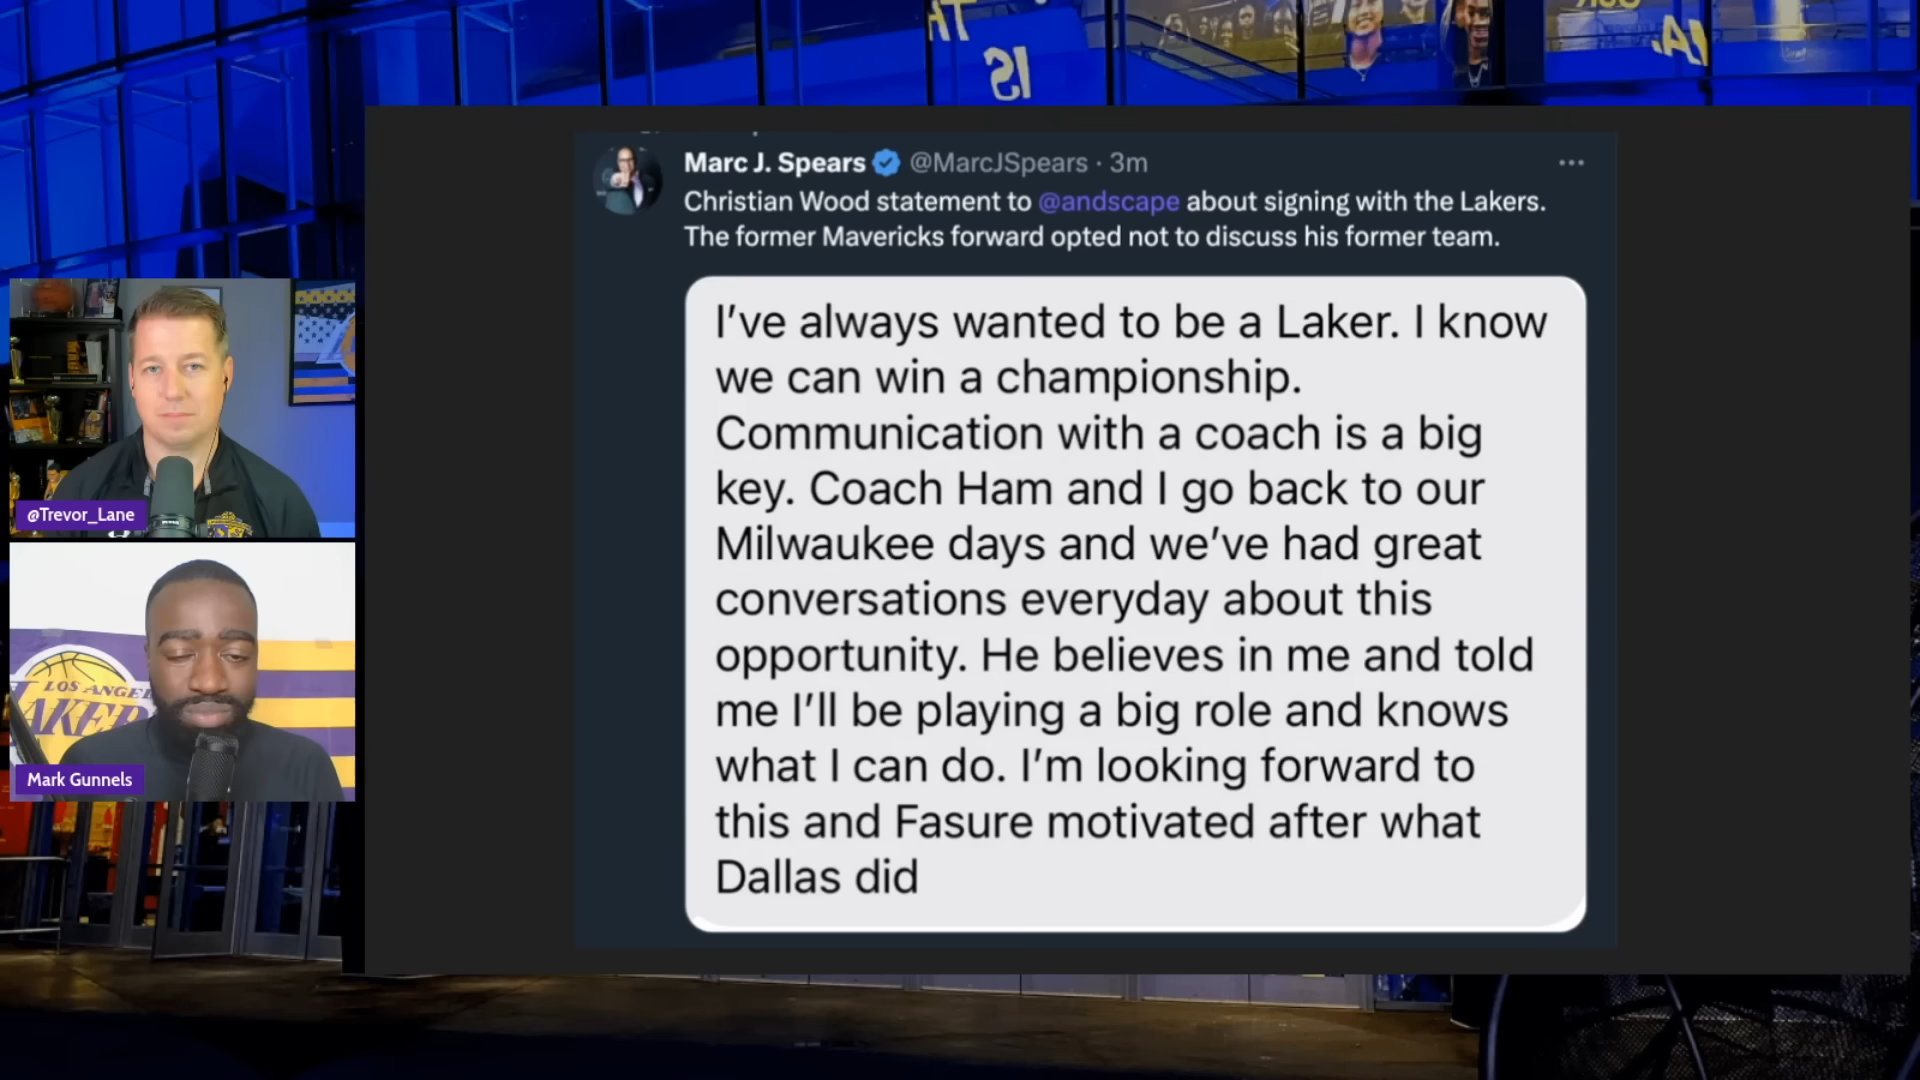 IS
Marc J. Spears @MarcJSpears · 3m
Christian Wood statement to @andscape about signing with the Lakers.
The former Mavericks forward opted not to discuss his former team.
I’ve always wanted to be a Laker. I know
we can win a championship.
Communication with a coach is a big
key. Coach Ham and I go back to our
Milwaukee days and we’ve had great
conversations everyday about this
opportunity. He believes in me and told
me I’ll be playing a big role and knows
what I can do. I’m looking forward to
this and Fasure motivated after what
Dallas did
@Trevor_Lane
LOS ANGEL
LAKER
Mark Gunnels